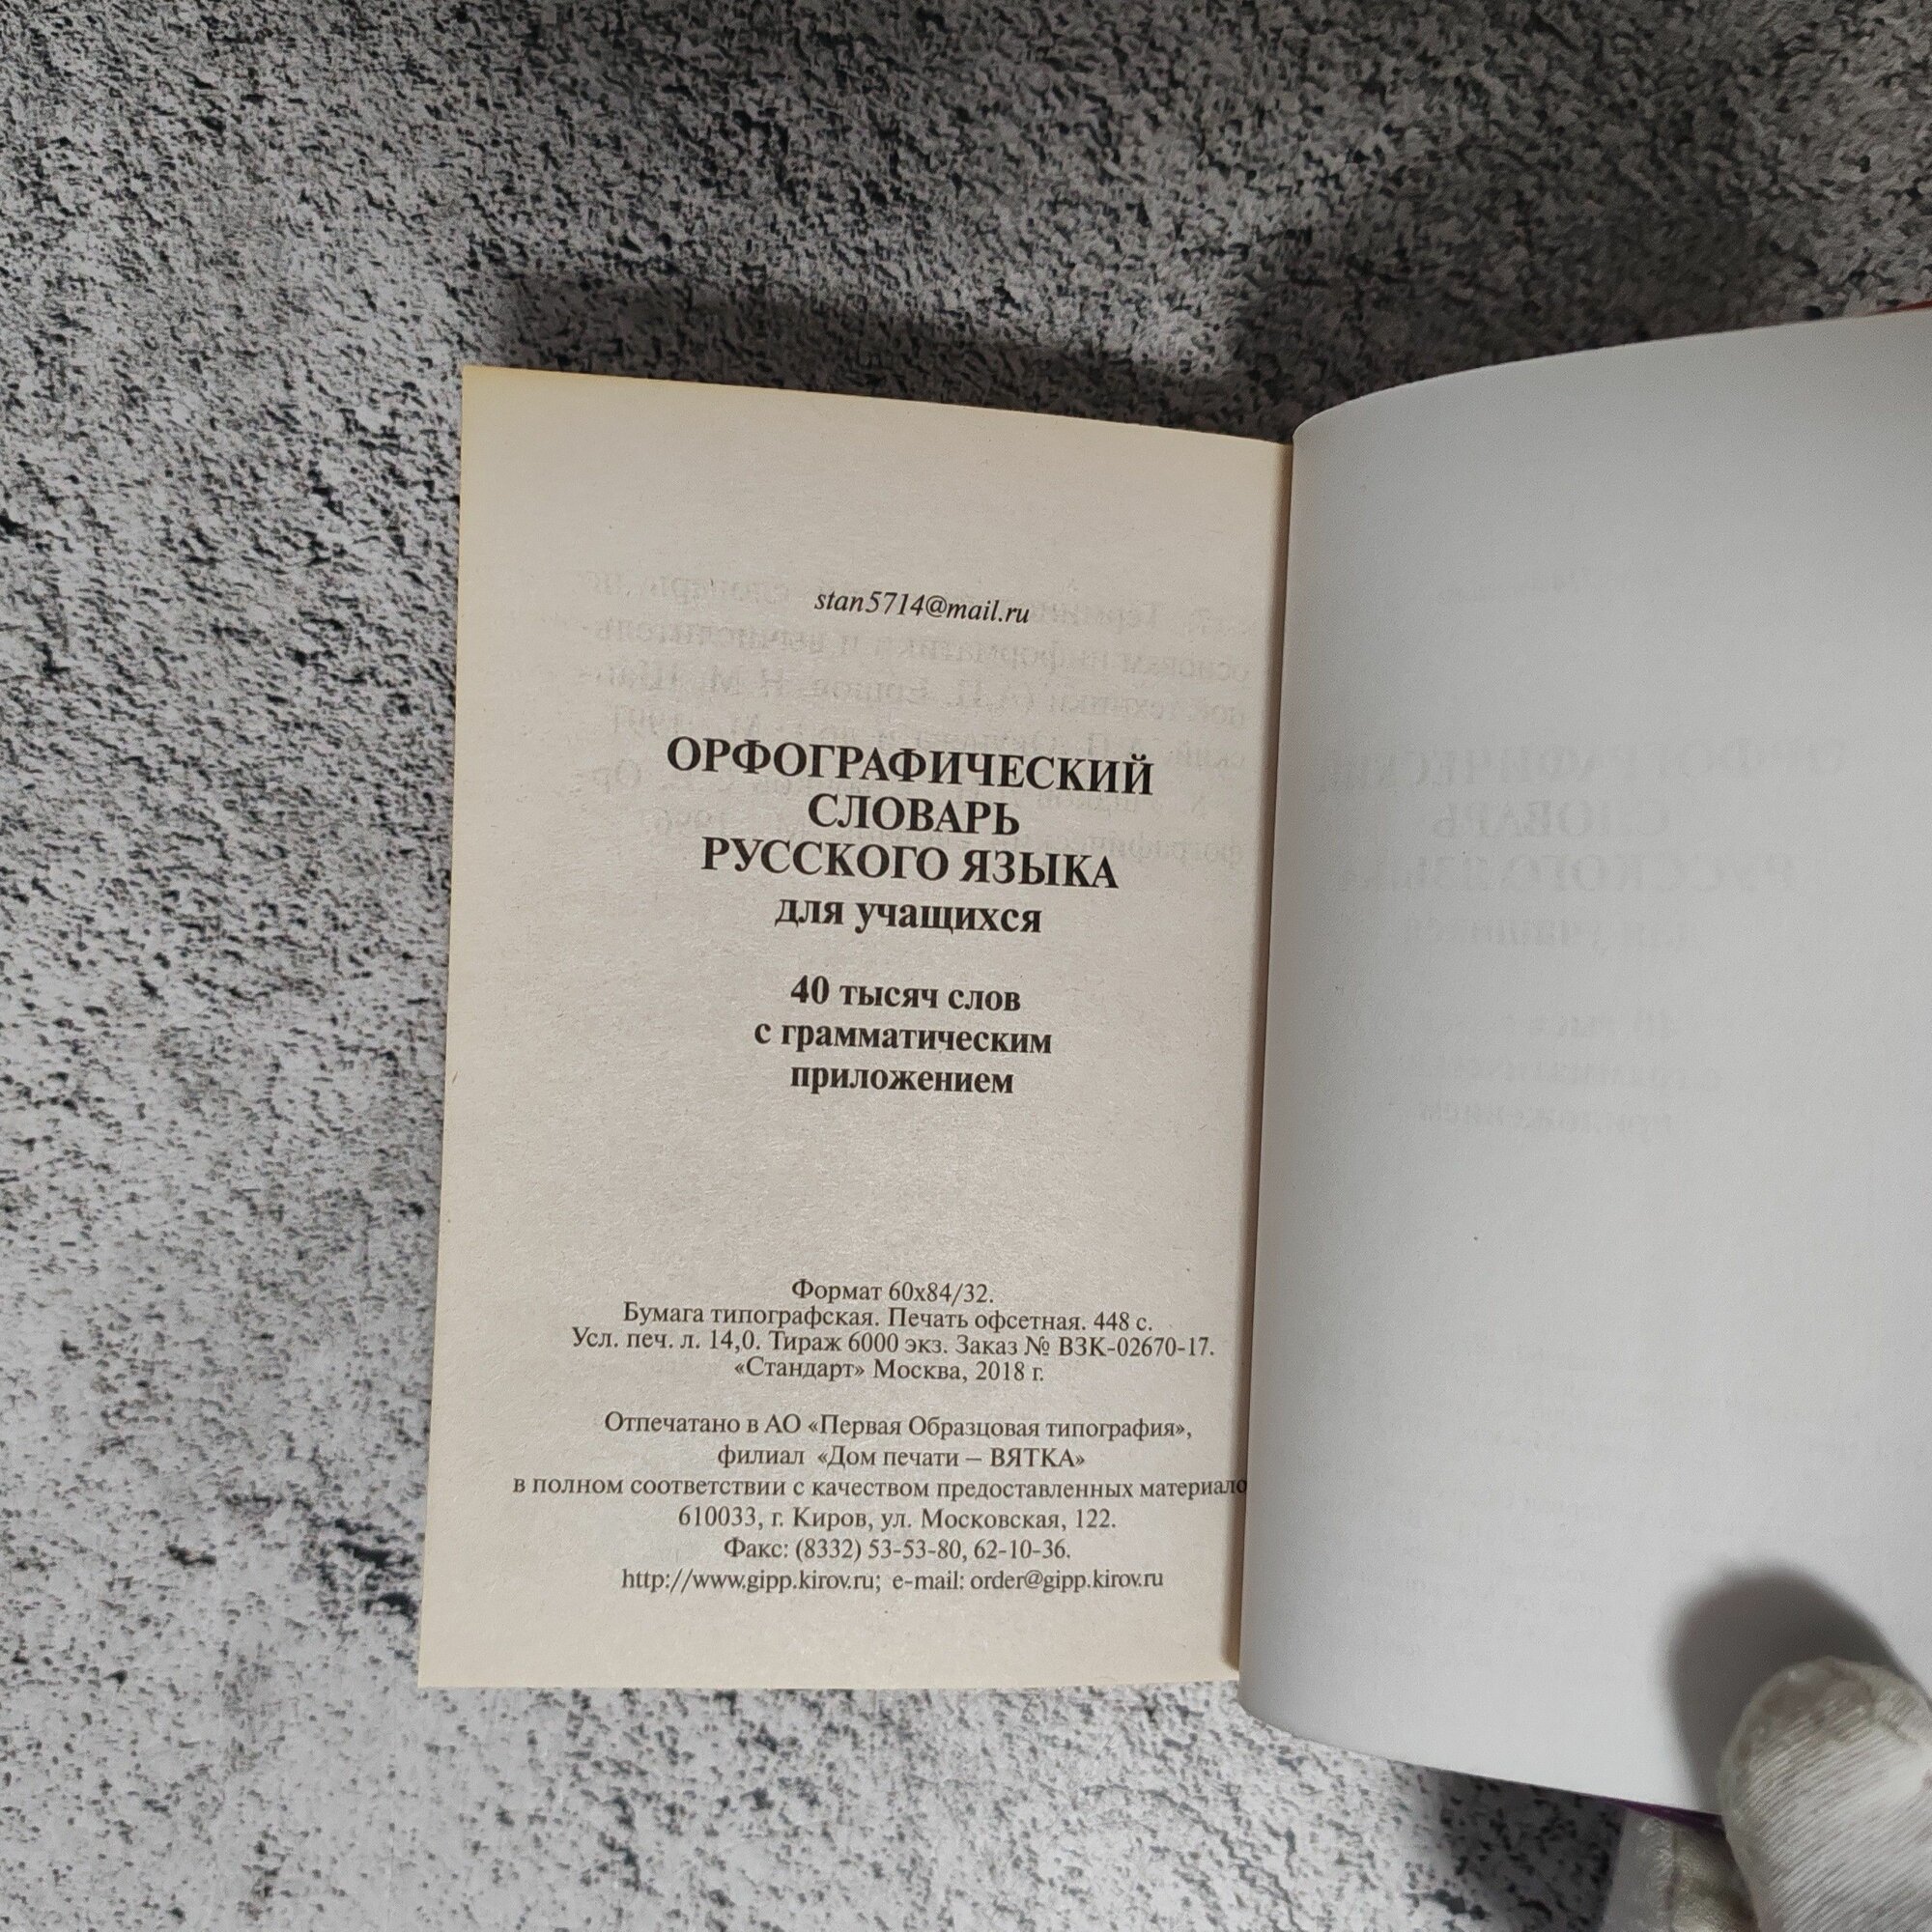 stan5714@mail.ru
ОРФОГРАФИЧЕСКИЙ
СЛОВАРЬ
РУССКОГО ЯЗЫКА
для учащихся
40 тысяч слов
с грамматическим
приложением
Формат 60х84/32.
Бумага типографская. Печать офсетная. 448 с.
Усл. печ. л. 14,0. Тираж 6000 экз. Заказ № ВЗК-02670-17.
«Стандарт» Москва, 2018 г.
Отпечатано в АО «Первая Образцовая типография»,
филиал «Дом печати – ВЯТКА»
в полном соответствии с качеством предоставленных материало
610033, г. Киров, ул. Московская, 122.
Факс: (8332) 53-53-80, 62-10-36.
http://www.gipp.kirov.ru; e-mail: order@gipp.kirov.ru